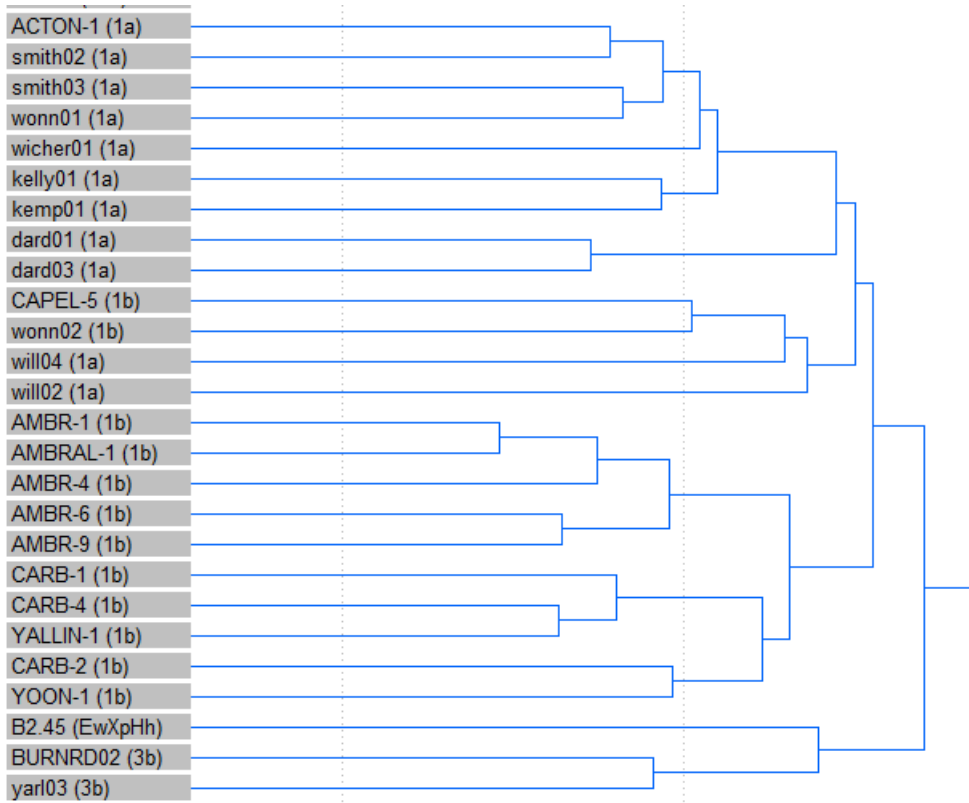 ACTON-1 (1a)
smith02 (1a)
smith03 (1a)
wonn01 (1a)
wicher01 (1a)
kelly01 (1a)
kemp01 (1a)
dard01 (1a)
dard03 (1a)
CAPEL-5 (1b)
wonn02 (1b)
will04 (1a)
will02 (1a)
AMBR-1 (1b)
AMBRAL-1 (1b)
AMBR-4 (1b)
AMBR-6 (1b)
AMBR-9 (1b)
CARB-1 (1b)
CARB-4 (1b)
YALLIN-1 (1b)
CARB-2 (1b)
YOON-1 (1b)
B2.45 (EwXpHh)
BURNRD02 (3b)
yarl03 (3b)